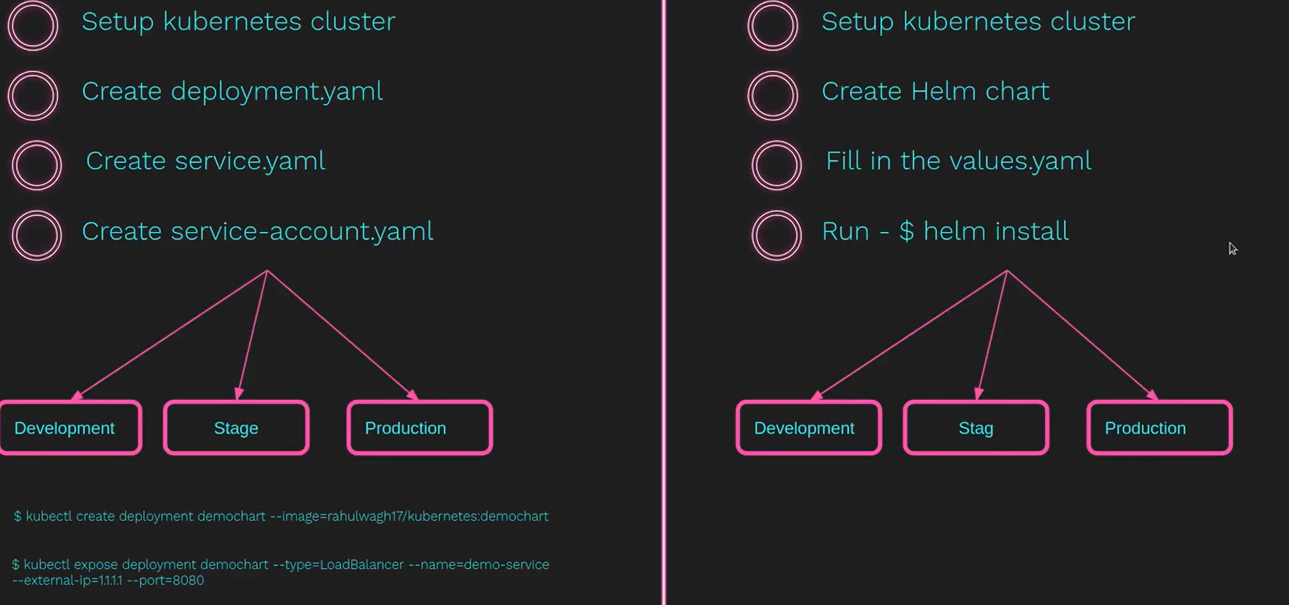 Setup kubernetes cluster
Create deployment.yaml
Create service.yaml
Create service-account.yaml
Development
Stage
Production
$ kubectl create deployment demochart --image=rahulwagh17/kubernetes:demochart
$ kubectl expose deployment demochart --type=LoadBalancer --name=demo-service
--external-ip=1.1.1.1 --port=8080
Setup kubernetes cluster
Create Helm chart
Fill in the values.yaml
Run - $ helm install
Development
Stag
Production